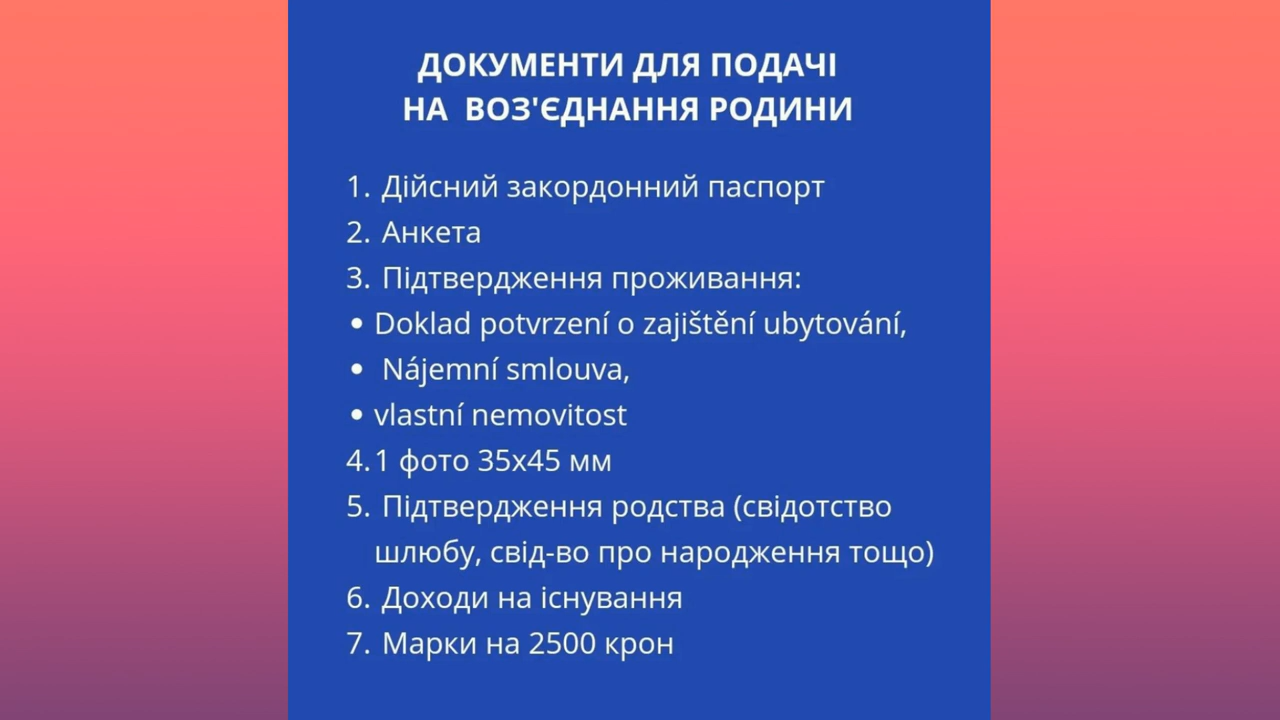 ДОКУМЕНТИ ДЛЯ ПОДАЧІ
НА ВОЗ'ЄДНАННЯ РОДИНИ
1. Дійсний закордонний паспорт
2. Анкета
3. Підтвердження проживання:
• Doklad potvrzení o zajištění ubytování,
• Nájemní smlouva,
• vlastní nemovitost
4. 1 фото 35x45 мм
5. Підтвердження родства (свідотство
шлюбу, свід-во про народження тощо)
6. Доходи на існування
7. Марки на 2500 крон